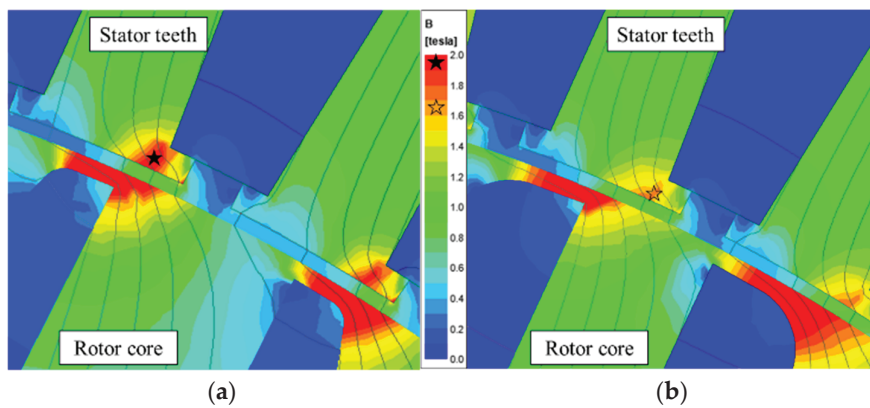 Stator teeth
Rotor core
(a)
B
[tesla]
2.0
1.8
1.6
1.4
1.2
1.0
0.8
0.6
0.4
0.2
0.0
Stator teeth
Rotor core
(b)